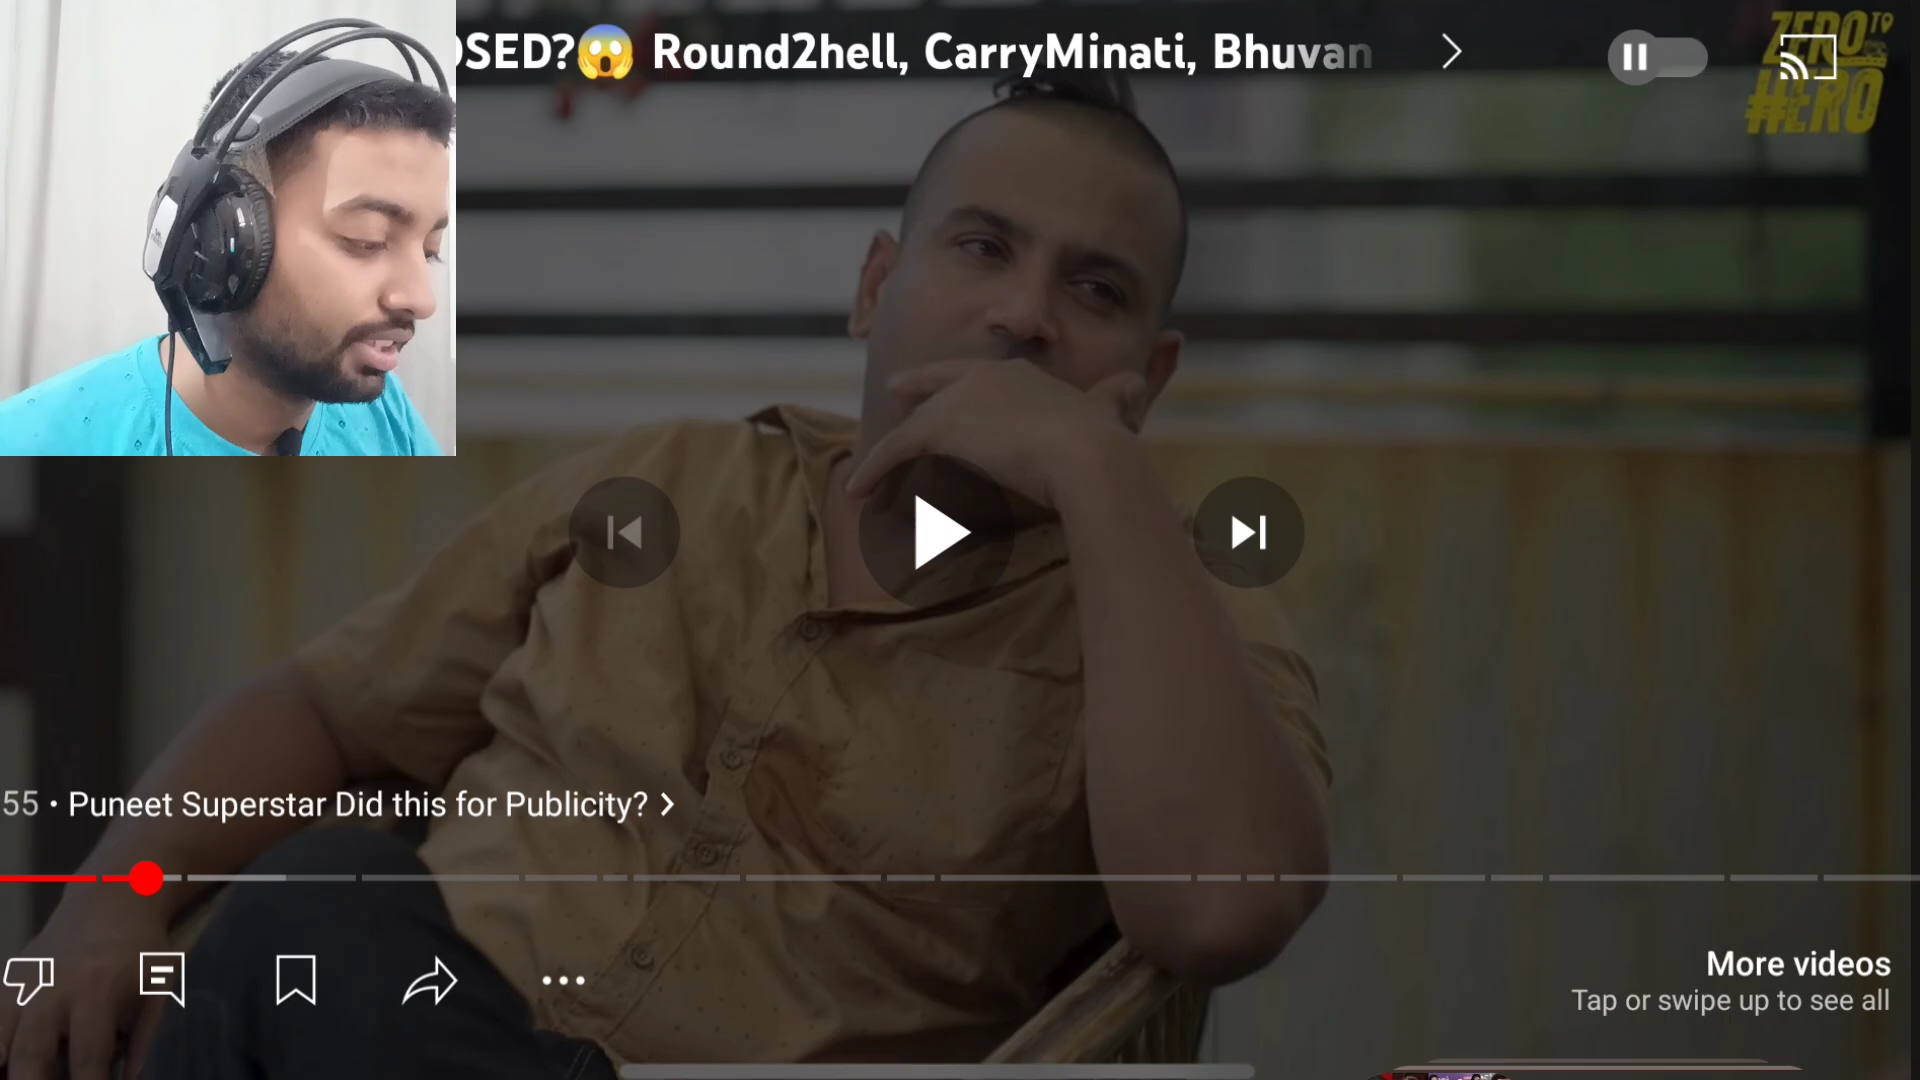 OSED?😱 Round2hell, CarryMinati, Bhuvan
ZERO TO
HERO
55 • Puneet Superstar Did this for Publicity? >
More videos
Tap or swipe up to see all